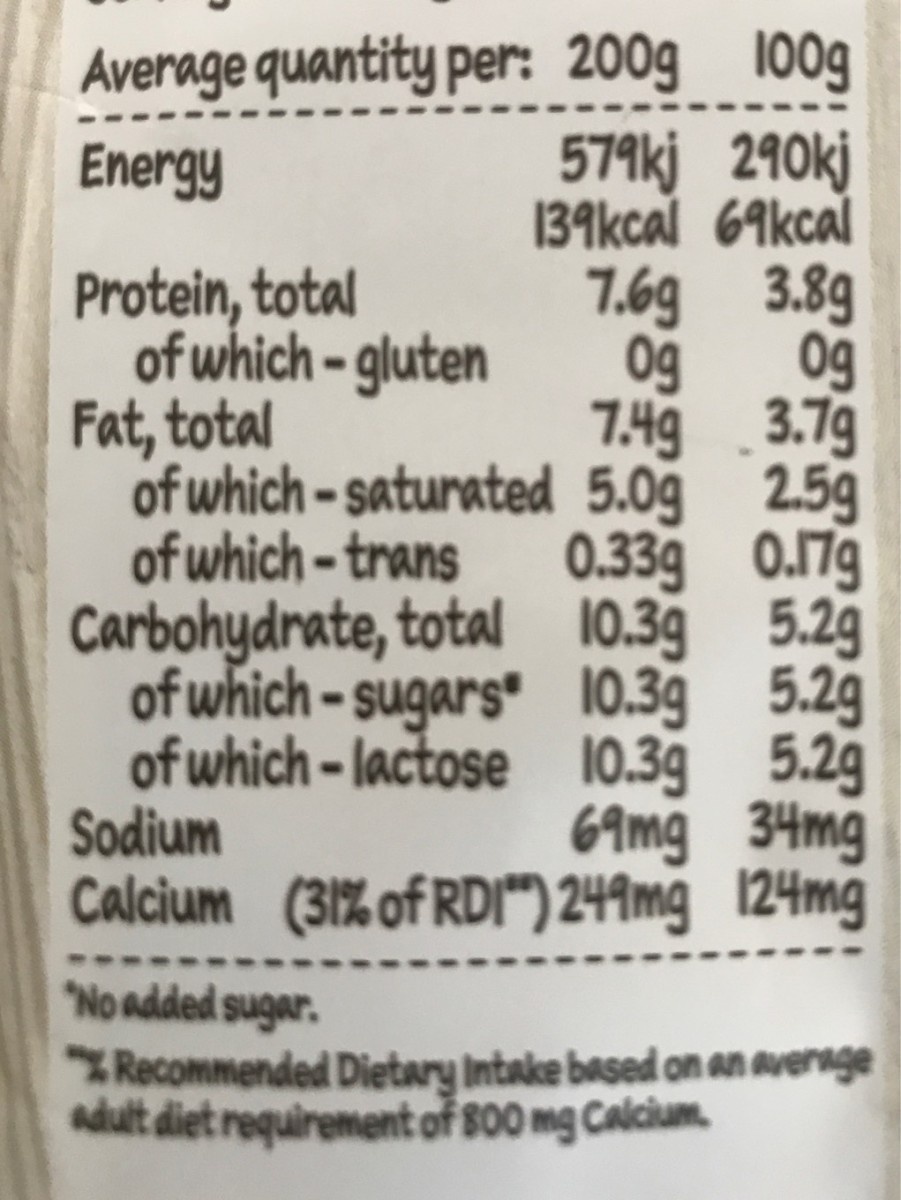 Average quantity per: 200g 100g
Energy 579kj 290kj
139kcal 69kcal
Protein, total 7.6g 3.8g
of which - gluten 0g 0g
Fat, total 7.4g 3.7g
of which - saturated 5.0g 2.5g
of which - trans 0.33g 0.17g
Carbohydrate, total 10.3g 5.2g
of which - sugars* 10.3g 5.2g
of which - lactose 10.3g 5.2g
Sodium 69mg 34mg
Calcium (31% of RDI**) 249mg 124mg
*No added sugar.
**% Recommended Dietary Intake based on an average
adult diet requirement of 800 mg Calcium.